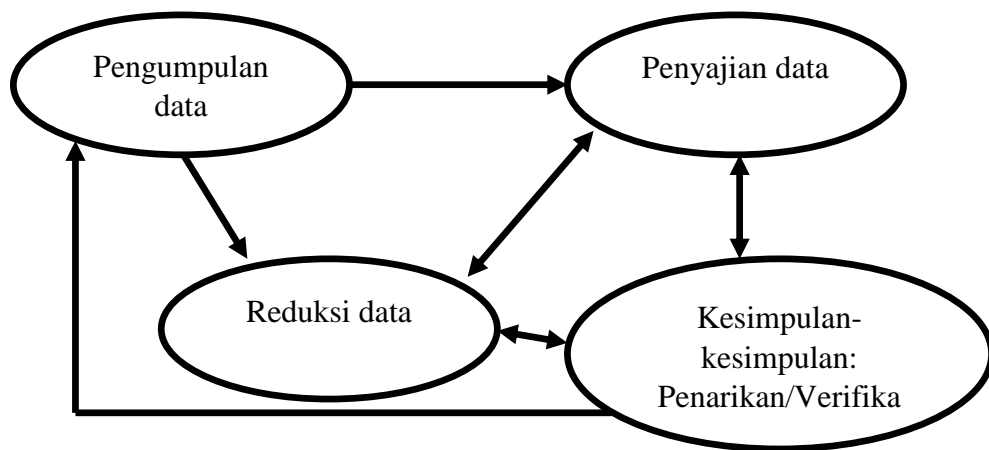 Pengumpulan
data
Penyajian data
Reduksi data
Kesimpulan-
kesimpulan:
Penarikan/Verifika